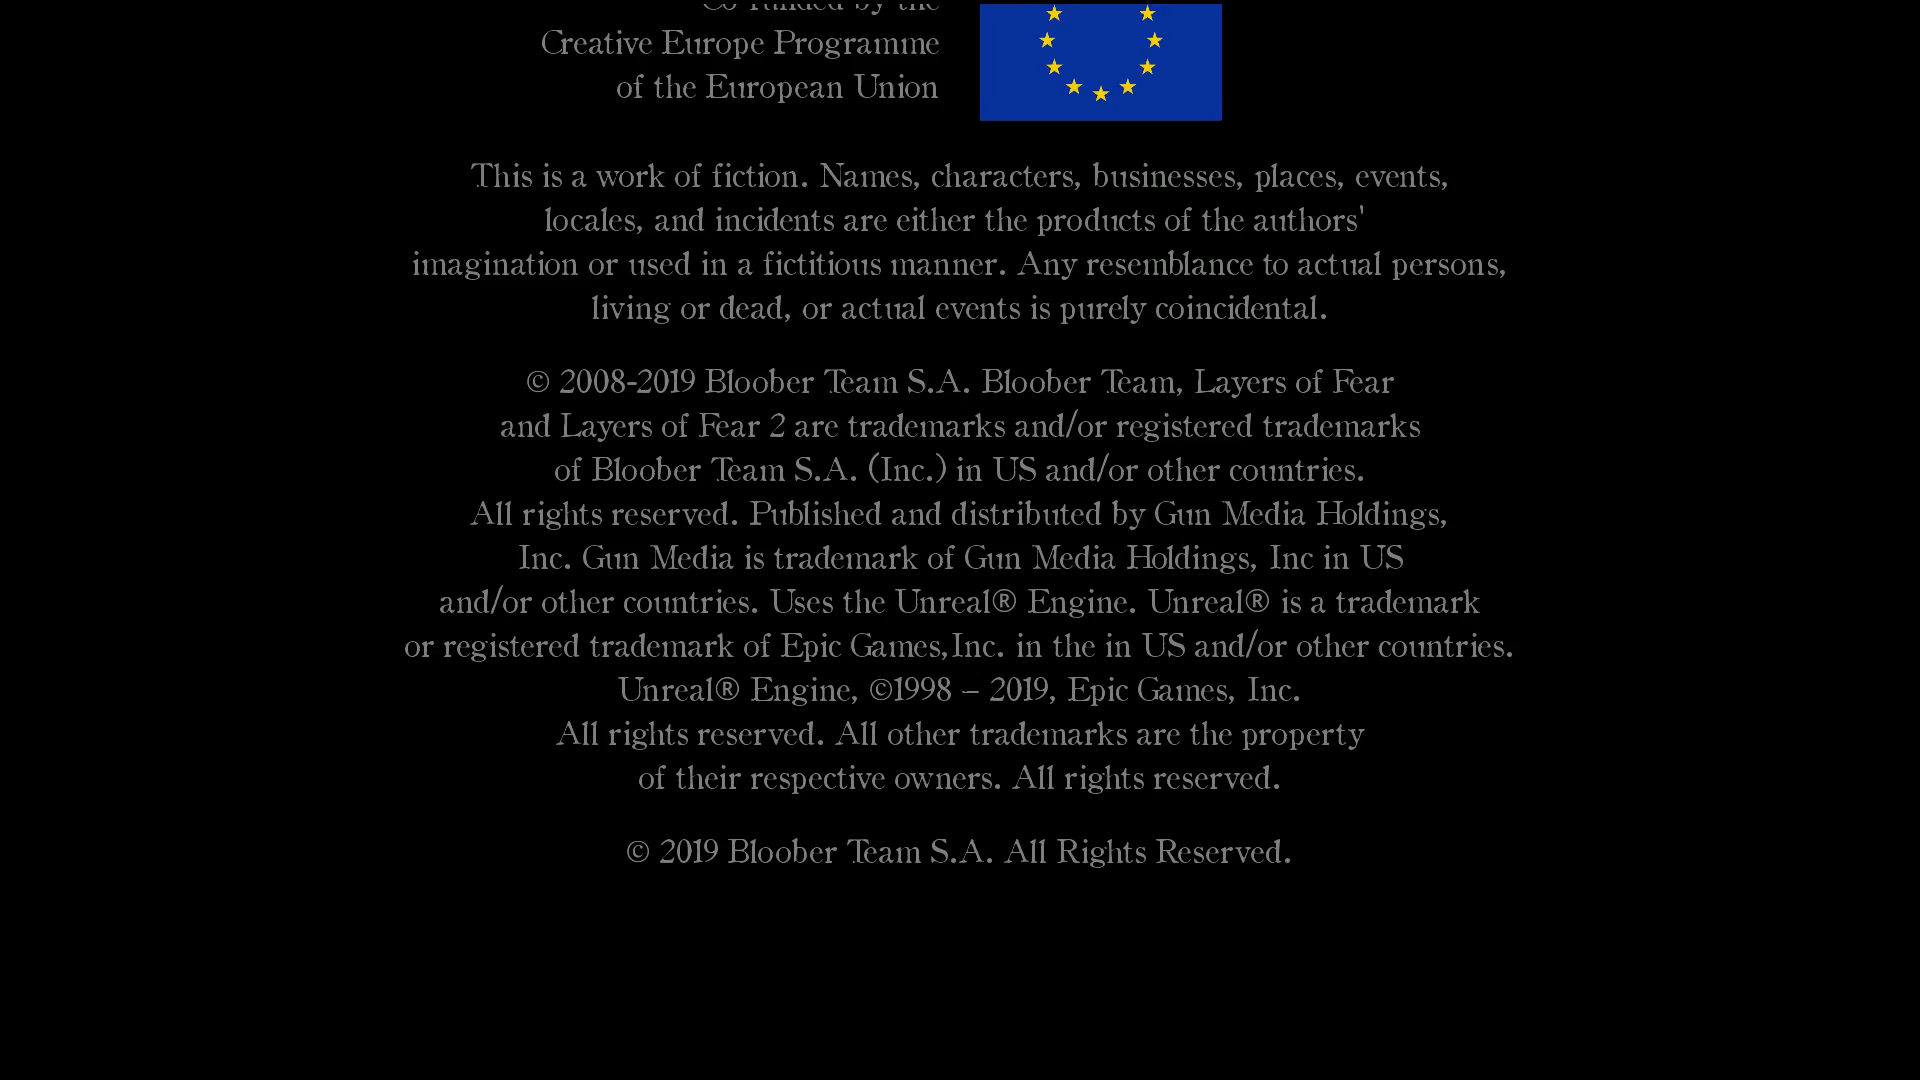 Co-funded by the
Creative Europe Programme
of the European Union
This is a work of fiction. Names, characters, businesses, places, events,
locales, and incidents are either the products of the authors'
imagination or used in a fictitious manner. Any resemblance to actual persons,
living or dead, or actual events is purely coincidental.
© 2008-2019 Bloober Team S.A. Bloober Team, Layers of Fear
and Layers of Fear 2 are trademarks and/or registered trademarks
of Bloober Team S.A. (Inc.) in US and/or other countries.
All rights reserved. Published and distributed by Gun Media Holdings,
Inc. Gun Media is trademark of Gun Media Holdings, Inc in US
and/or other countries. Uses the Unreal® Engine. Unreal® is a trademark
or registered trademark of Epic Games,Inc. in the in US and/or other countries.
Unreal® Engine, ©1998 – 2019, Epic Games, Inc.
All rights reserved. All other trademarks are the property
of their respective owners. All rights reserved.
© 2019 Bloober Team S.A. All Rights Reserved.